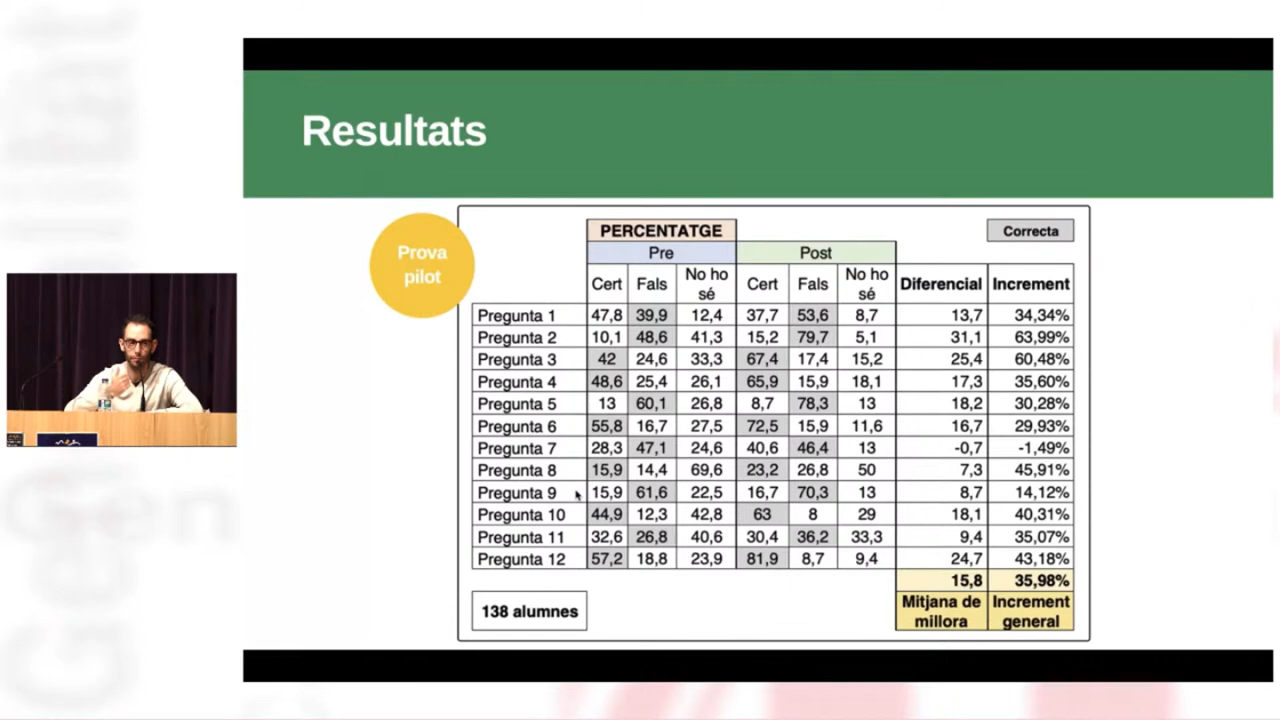 Resultats
Prova
pilot
PERCENTATGE
Correcta
Pre Post
Cert Fals No ho sé Cert Fals No ho sé Diferencial Increment
Pregunta 1 47,8 39,9 12,4 37,7 53,6 8,7 13,7 34,34%
Pregunta 2 10,1 48,6 41,3 15,2 79,7 5,1 31,1 63,99%
Pregunta 3 42 24,6 33,3 67,4 17,4 15,2 25,4 60,48%
Pregunta 4 48,6 25,4 26,1 65,9 15,9 18,1 17,3 35,60%
Pregunta 5 13 60,1 26,8 8,7 78,3 13 18,2 30,28%
Pregunta 6 55,8 16,7 27,5 72,5 15,9 11,6 16,7 29,93%
Pregunta 7 28,3 47,1 24,6 40,6 46,4 13 -0,7 -1,49%
Pregunta 8 15,9 14,4 69,6 23,2 26,8 50 7,3 45,91%
Pregunta 9 15,9 61,6 22,5 16,7 70,3 13 8,7 14,12%
Pregunta 10 44,9 12,3 42,8 63 8 29 18,1 40,31%
Pregunta 11 32,6 26,8 40,6 30,4 36,2 33,3 9,4 35,07%
Pregunta 12 57,2 18,8 23,9 81,9 8,7 9,4 24,7 43,18%
15,8 35,98%
Mitjana de millora Increment general
138 alumnes